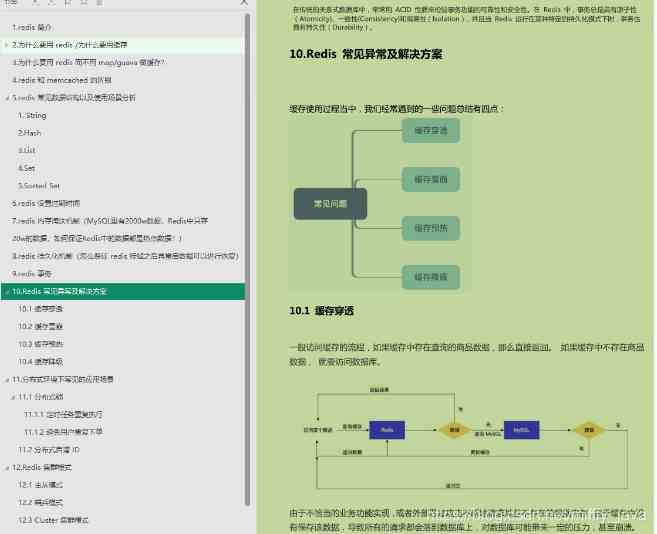 1.redis 简介
2.为什么要用 redis /为什么要用缓存
3.为什么要用 redis 而不用 map/guava 做缓存?
4.redis 和 memcached 的区别
5.redis 常见数据结构以及使用场景分析
1. String
2.Hash
3.List
4.Set
5.Sorted Set
6.redis 设置过期时间
7.redis 内存淘汰机制（MySQL里有2000w数据，Redis中只存
20w的数据，如何保证Redis中的数据都是热点数据？）
8.redis 持久化机制（怎么保证 redis 挂掉之后再重启数据可以进行恢复）
9.redis 事务
10.Redis 常见异常及解决方案
10.1 缓存穿透
10.2 缓存雪崩
10.3 缓存预热
10.4 缓存降级
11.分布式环境下常见的应用场景
11.1 分布式锁
11.1.1 定时任务重复执行
11.1.2 避免用户重复下单
11.2 分布式自增 ID
12.Redis 集群模式
12.1 主从模式
12.2 哨兵模式
12.3 Cluster 集群模式
在传统的关系式数据库中，常常用 ACID 性质来检验事务功能的可靠性和安全性。在 Redis 中，事务总是具有原子性
（Atomicity)、一致性(Consistency)和隔离性（Isolation），并且当 Redis 运行在某种特定的持久化模式下时，事务也
具有持久性（Durability）。
10.Redis 常见异常及解决方案
缓存使用过程当中，我们经常遇到的一些问题总结有四点：
常见问题
缓存穿透
缓存雪崩
缓存预热
缓存降级
10.1 缓存穿透
一般访问缓存的流程，如果缓存中存在查询的商品数据，那么直接返回。 如果缓存中不存在商品
数据， 就要访问数据库。
Redis
MySQL
由于不恰当的业务功能实现，或者外部恶意攻击
有保存该数据，导致所有的请求都会落到数据库上，对数据库可能带来一定的压力，甚至崩溃。